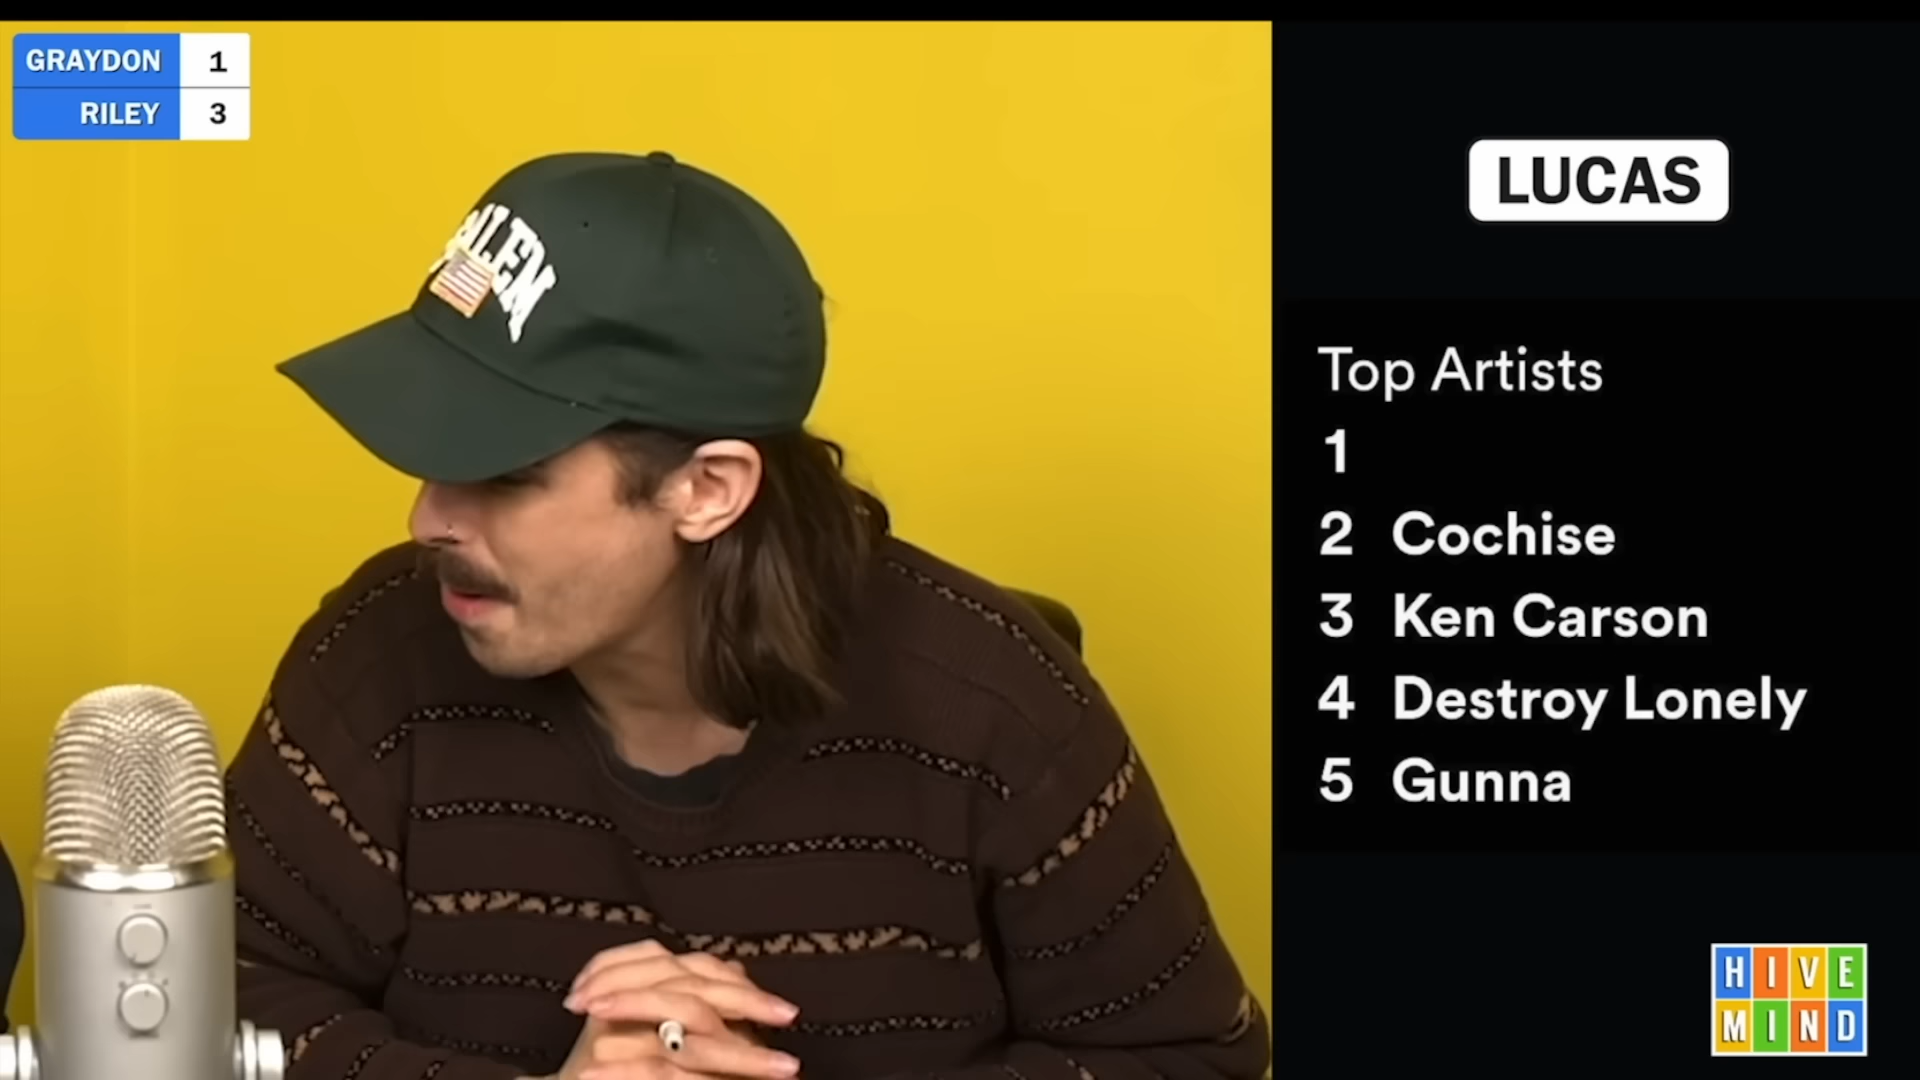 GRAYDON 1
RILEY 3
LUCAS
Top Artists
1
2 Cochise
3 Ken Carson
4 Destroy Lonely
5 Gunna
HIVE
MIND